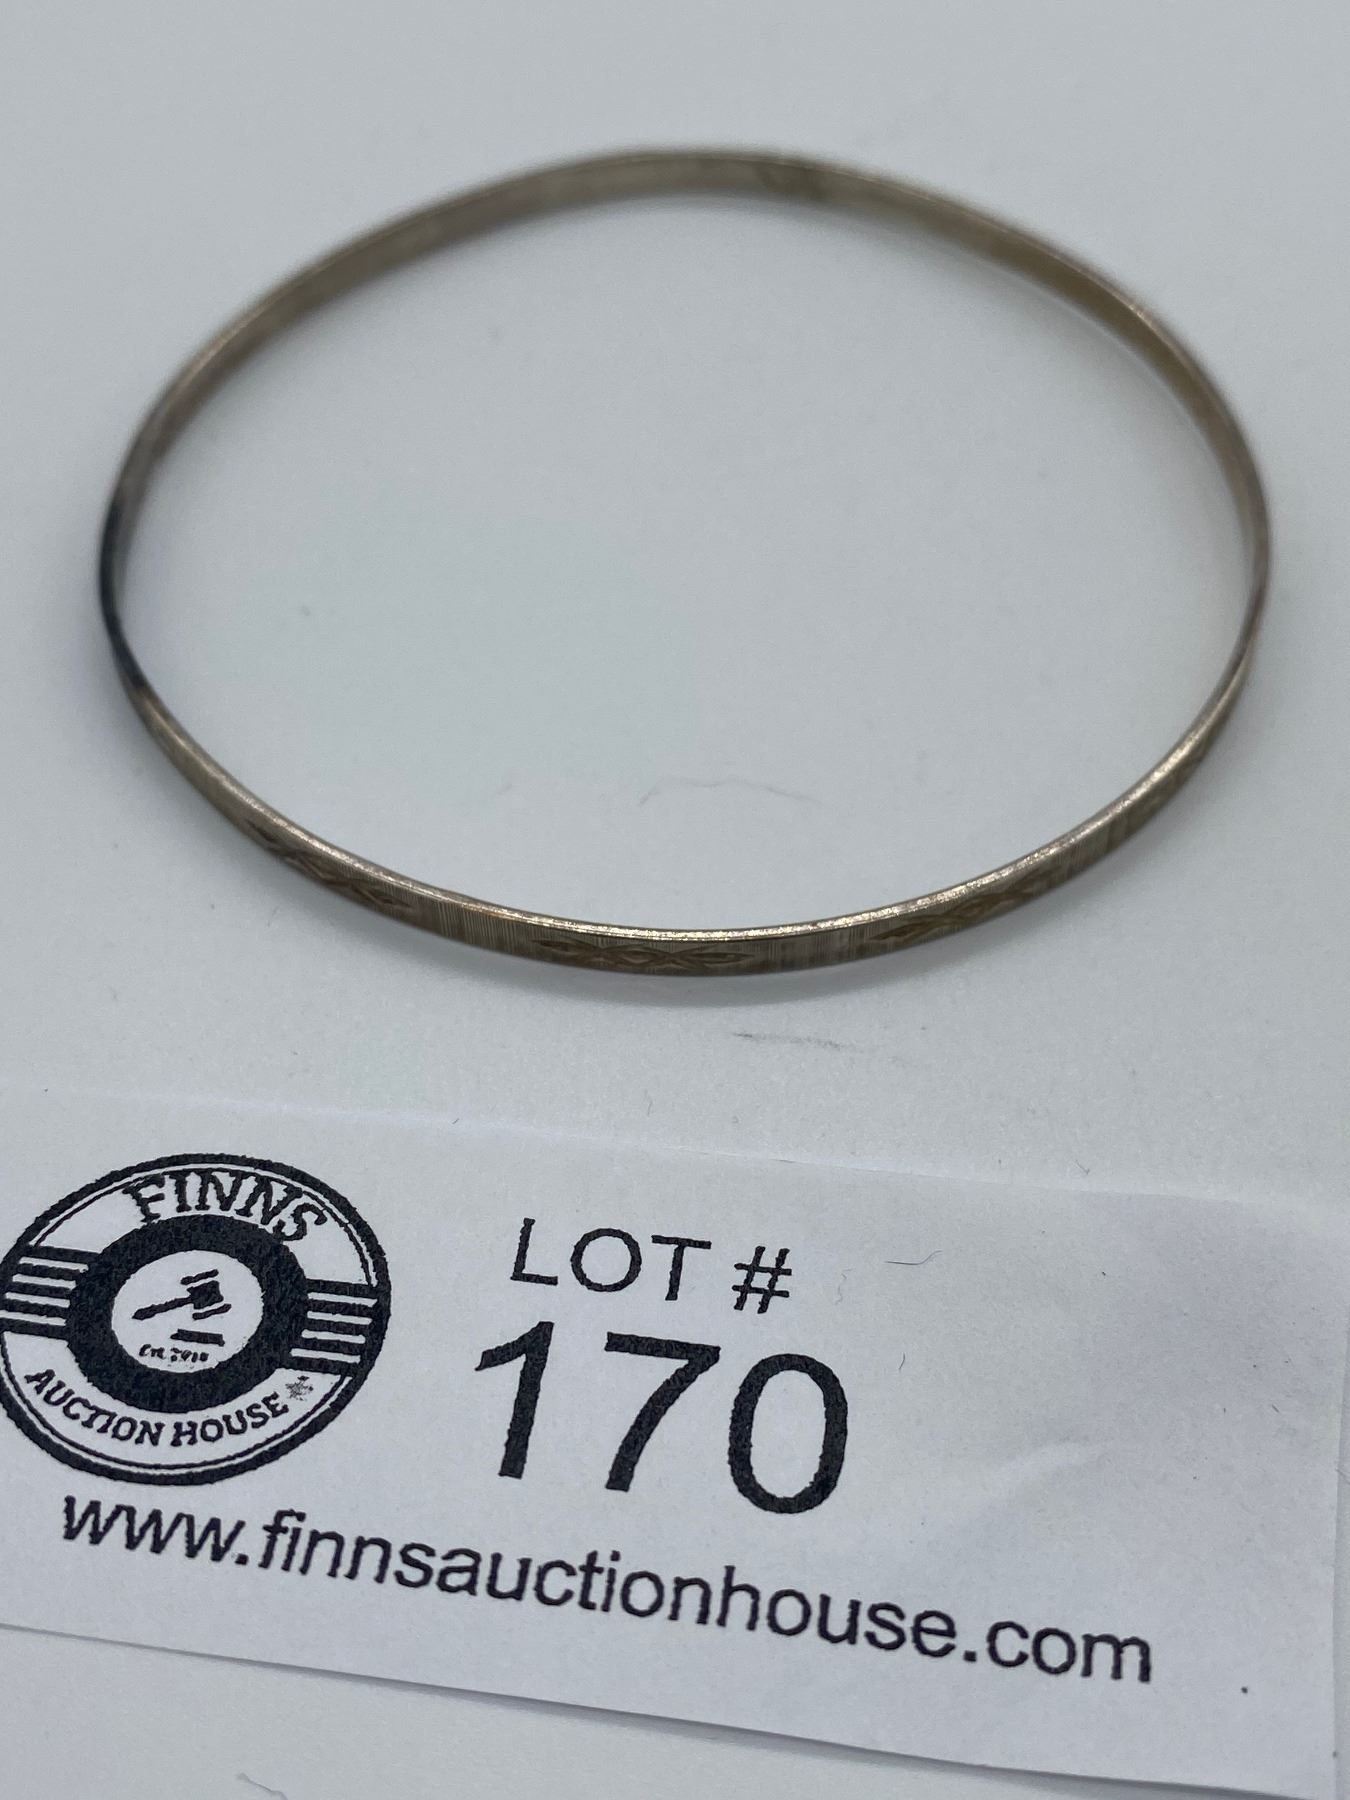 FINNS
AUCTION HOUSE
LOT #
170
www.finnsauctionhouse.com